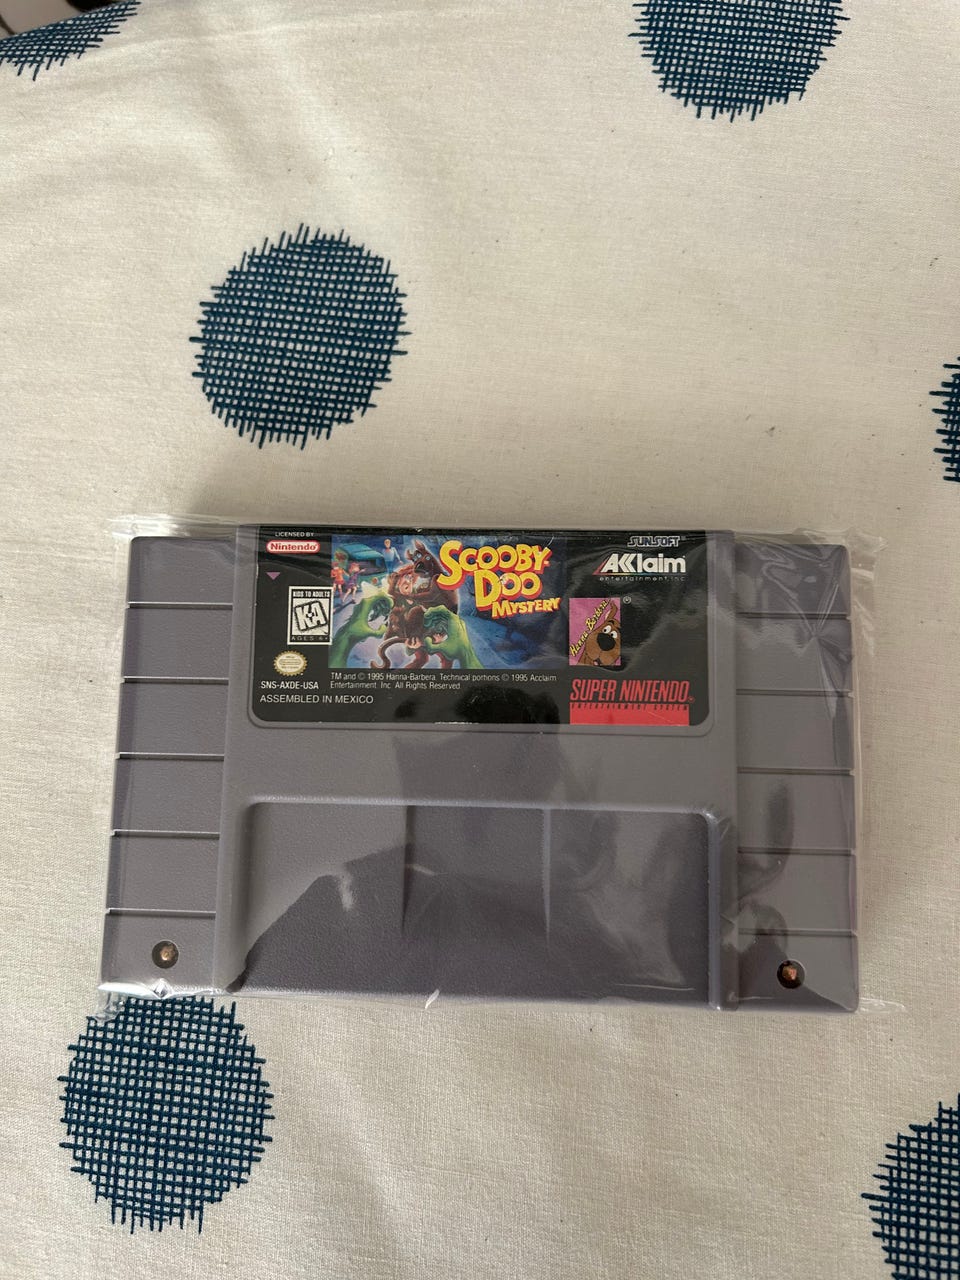 LICENSED BY
Nintendo
KIDS TO ADULTS
K-A
AGES 6+
SNS-AXDE-USA
ASSEMBLED IN MEXICO
SCOOBY-
DOO
MYSTERY
TM and © 1995 Hanna-Barbera. Technical portions © 1995 Acclaim
Entertainment, Inc. All Rights Reserved.
SUNSOFT
AKlaim
entertainment, inc.
Hanna-Barbera
®
SUPER NINTENDO®
ENTERTAINMENT SYSTEM